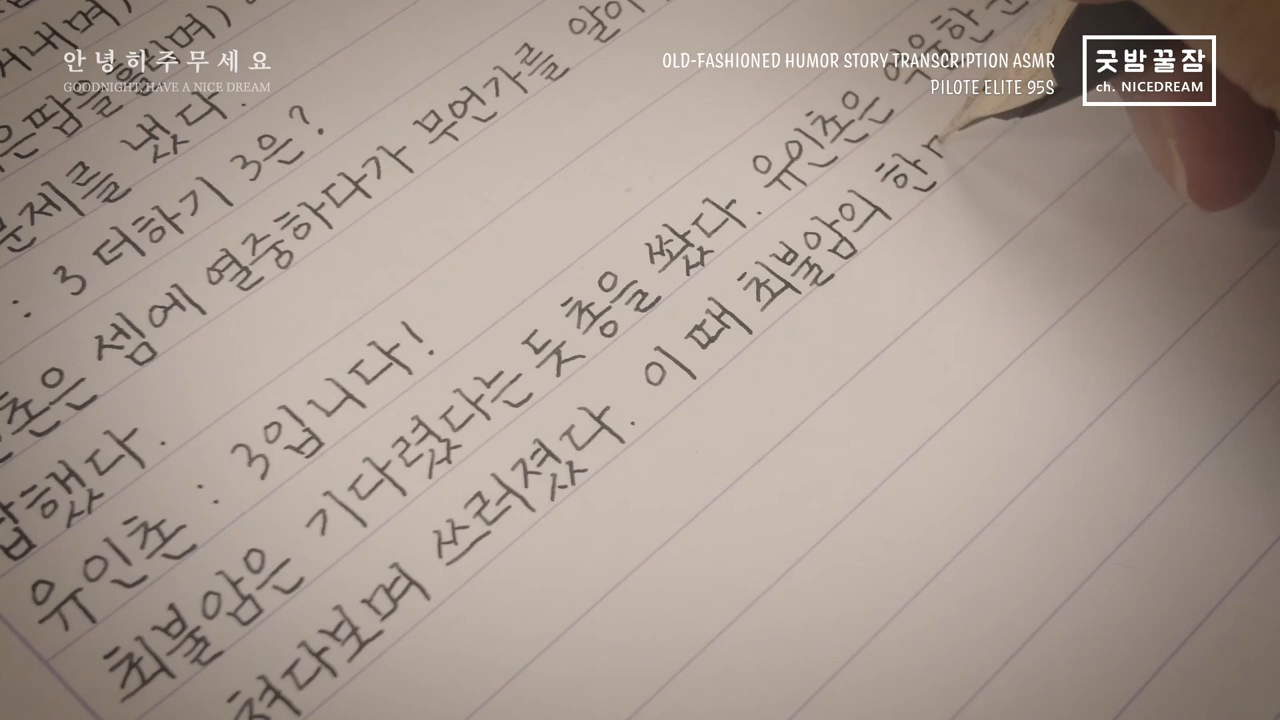 안녕히주무세요
GOODNIGHT, HAVE A NICE DREAM
OLD-FASHIONED HUMOR STORY TRANSCRIPTION ASMR
PILOTE ELITE 95S
굿밤꿀잠
ch. NICEDREAM
문제를 냈다.
: 3 더하기 3은?
셈에 열중하다가 무언가를
했다.
유인촌 : 3입니다!
최불암은 기다렸다는 듯 총을 쐈다. 유인촌은
쳐다보며 쓰러졌다. 이 때 최불암의 한